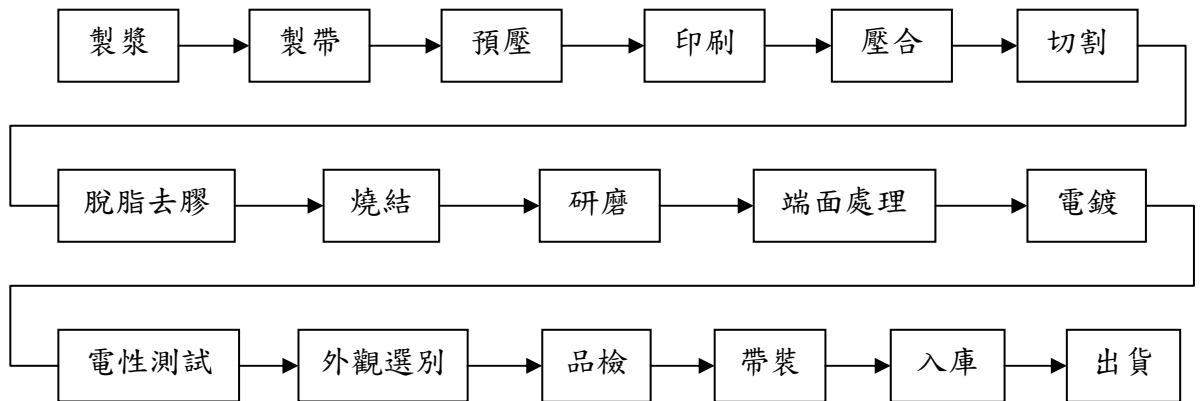 製漿 製帶 預壓 印刷 壓合 切割
脫脂去膠 燒結 研磨 端面處理 電鍍
電性測試 外觀選別 品檢 帶裝 入庫 出貨